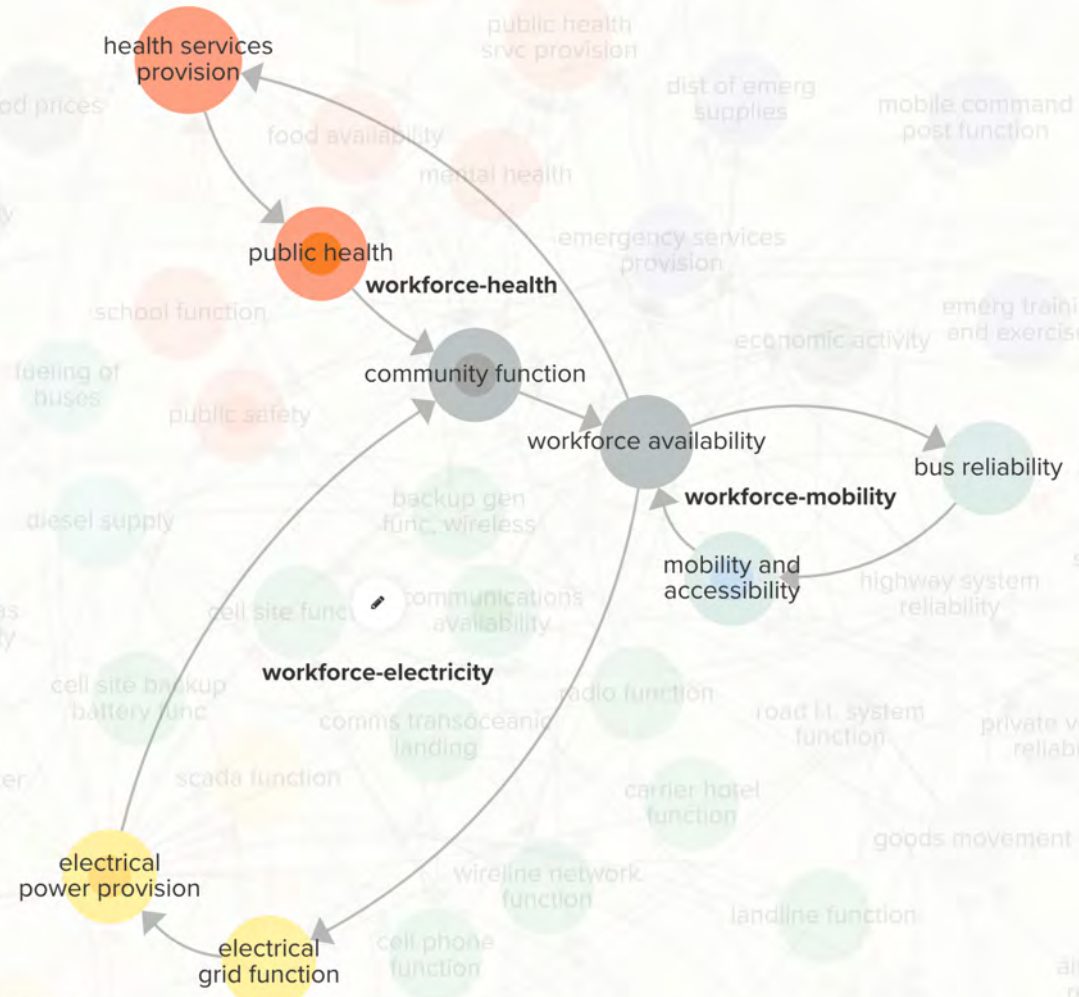 public health
srvc provision
health services
provision
dist of emerg
supplies
od prices
mobile command
post function
food availability
mental health
emergency services
provision
public health
workforce-health
school function
emerg traini
and exercis
economic activity
fueling of
buses
community function
public safety
workforce availability
bus reliability
backup gen
func, wireless
workforce-mobility
diesel supply
mobility and
accessibility
highway system
reliability
cell site func
communications
availability
workforce-electricity
cell site backup
battery func
radio function
comms transoceanic
landing
road I.t. system
function
private v
reliabi
scada function
carrier hotel
function
goods movement
electrical
power provision
wireline network
function
landline function
cell phone
function
electrical
grid function